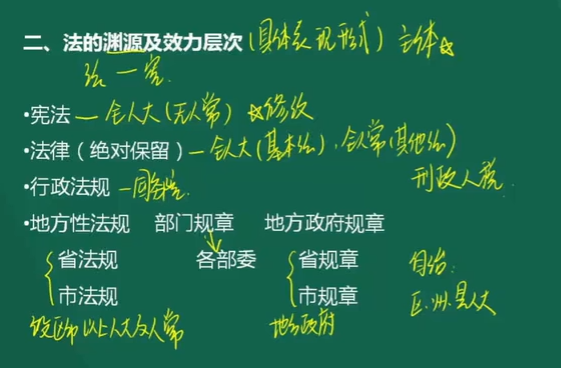 二、法的渊源及效力层次(具体表现形式) 主体☆
法一定
•宪法—全人大(无人常)☆修改
•法律(绝对保留)—全人大(基本法),全人常(其他法)
•行政法规—国务院 刑政人税
•地方性法规 部门规章 地方政府规章
省法规 各部委 省规章 自治:
市法规 市规章 区.州.县人大
设区市以上人大及人常 地方政府